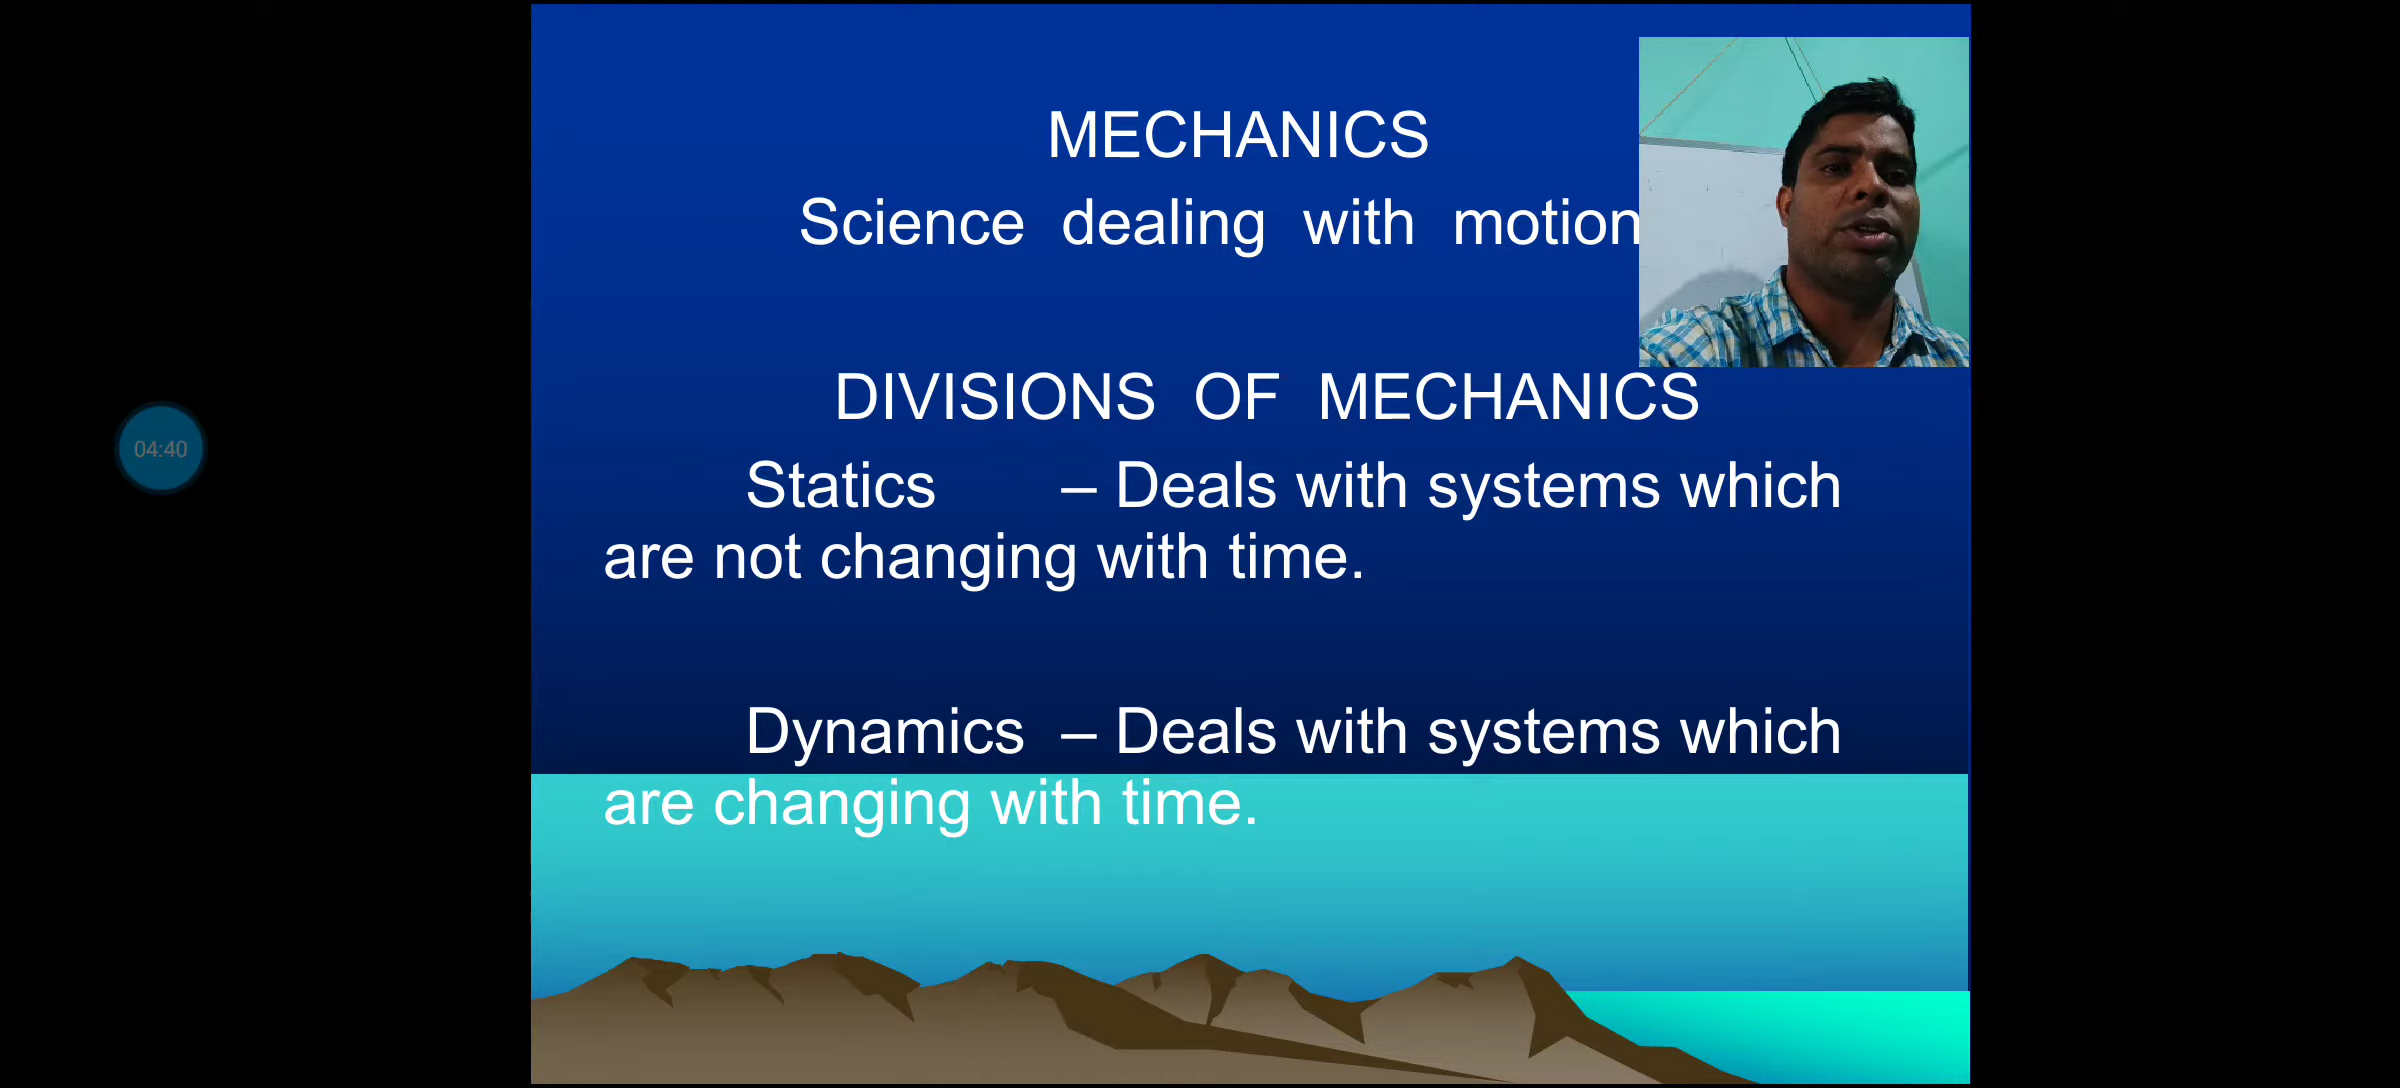 MECHANICS
Science dealing with motion
DIVISIONS OF MECHANICS
Statics – Deals with systems which
are not changing with time.
Dynamics – Deals with systems which
are changing with time.
04:40